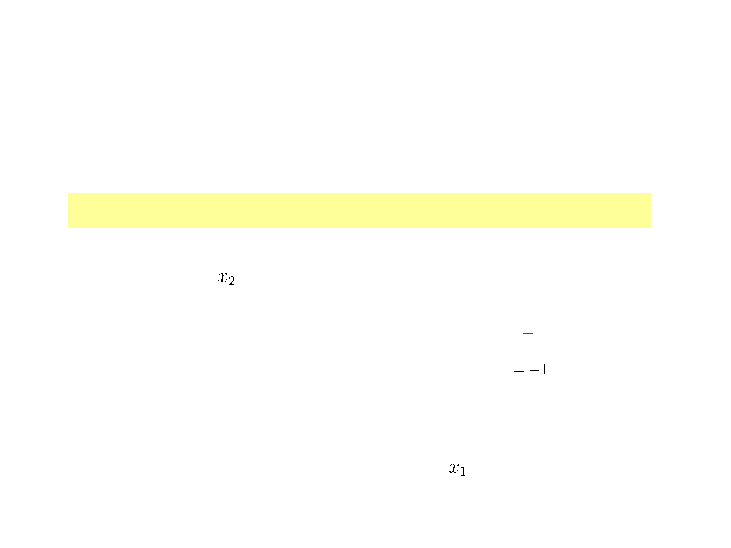 x₂
=
= −1
x₁